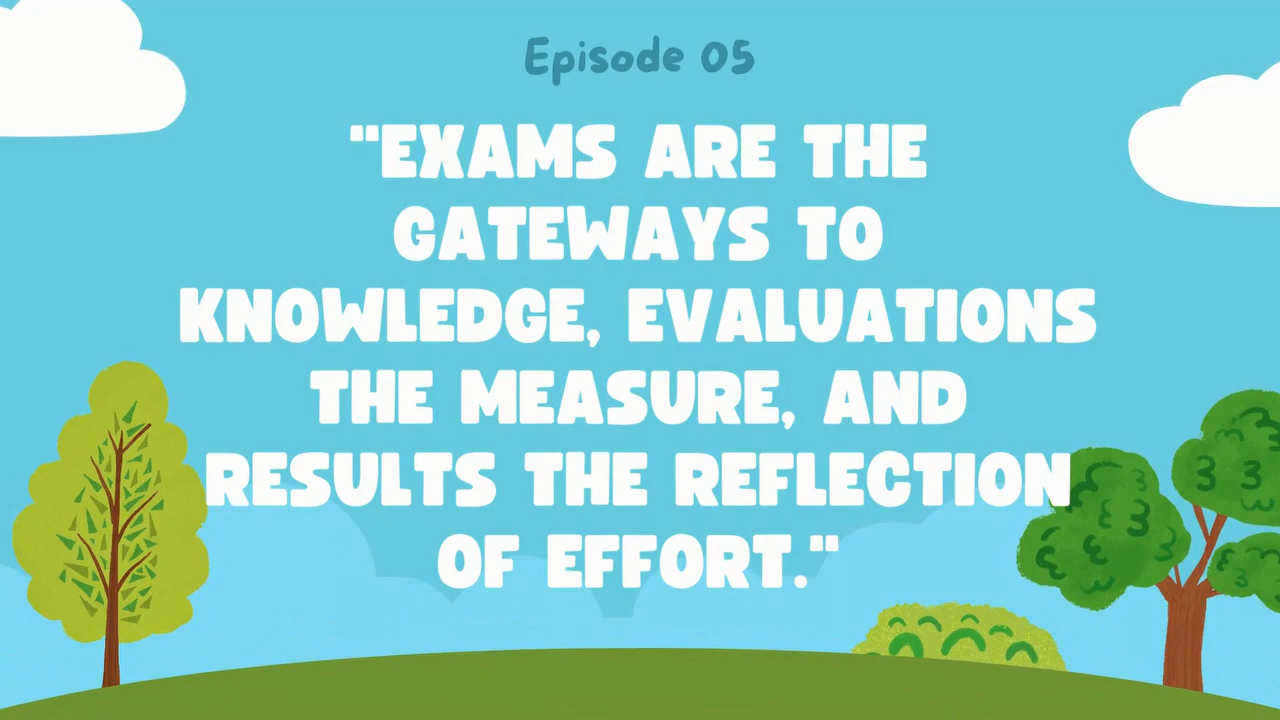 Episode 05
"EXAMS ARE THE
GATEWAYS TO
KNOWLEDGE, EVALUATIONS
THE MEASURE, AND
RESULTS THE REFLECTION
OF EFFORT."